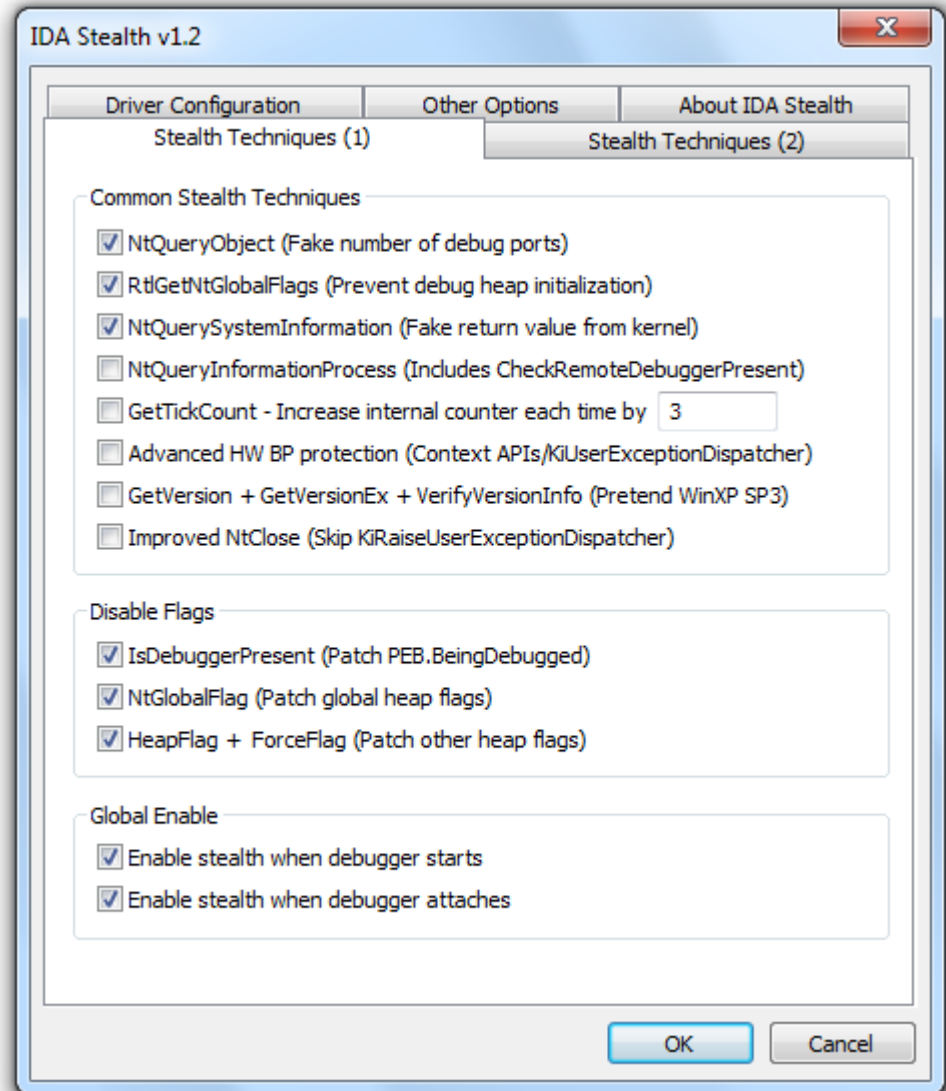 IDA Stealth v1.2
Driver Configuration
Other Options
About IDA Stealth
Stealth Techniques (1)
Stealth Techniques (2)
Common Stealth Techniques
NtQueryObject (Fake number of debug ports)
RtlGetNtGlobalFlags (Prevent debug heap initialization)
NtQuerySystemInformation (Fake return value from kernel)
NtQueryInformationProcess (Includes CheckRemoteDebuggerPresent)
GetTickCount - Increase internal counter each time by 3
Advanced HW BP protection (Context APIs/KiUserExceptionDispatcher)
GetVersion + GetVersionEx + VerifyVersionInfo (Pretend WinXP SP3)
Improved NtClose (Skip KiRaiseUserExceptionDispatcher)
Disable Flags
IsDebuggerPresent (Patch PEB.BeingDebugged)
NtGlobalFlag (Patch global heap flags)
HeapFlag + ForceFlag (Patch other heap flags)
Global Enable
Enable stealth when debugger starts
Enable stealth when debugger attaches
OK
Cancel